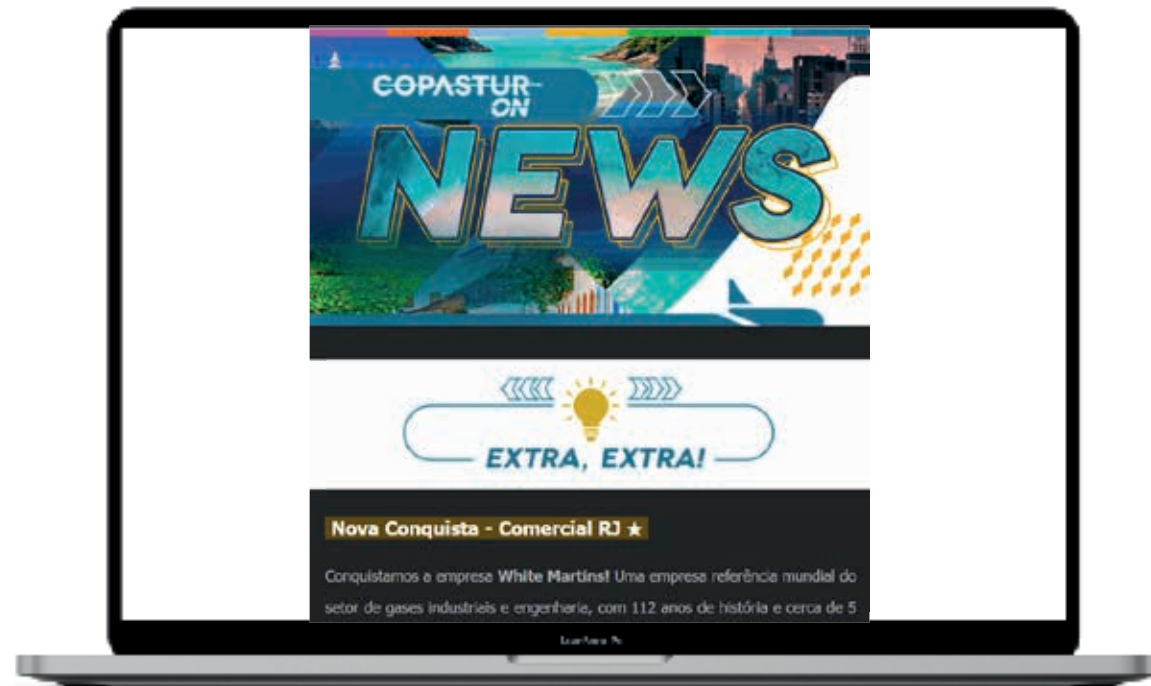 COPASTUR
ON
NEWS
EXTRA, EXTRA!
Nova Conquista - Comercial RJ ★
Conquistamos a empresa White Martins! Uma empresa referência mundial do
setor de gases industriais e engenharia, com 112 anos de história e cerca de 5